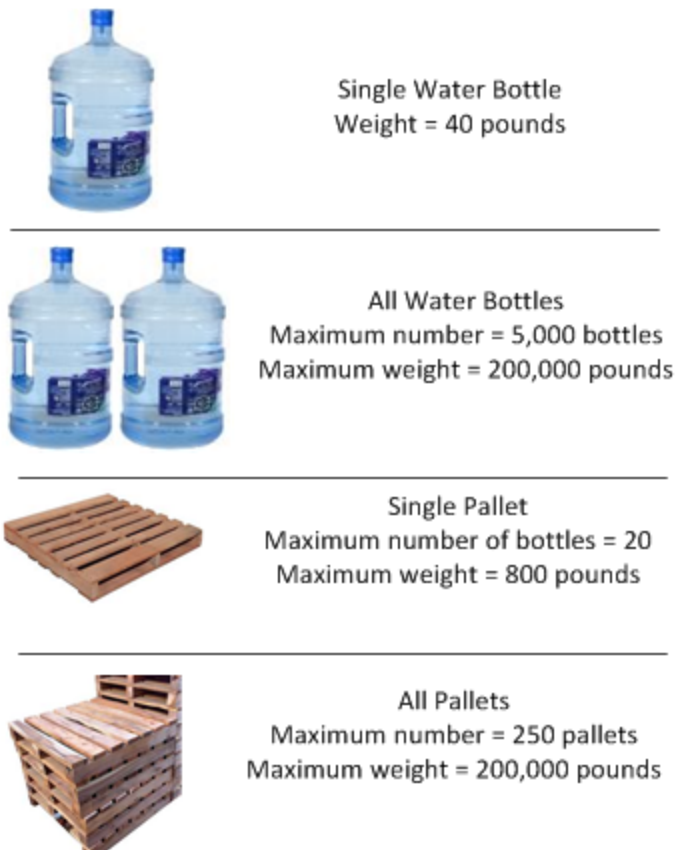 Single Water Bottle
Weight = 40 pounds
All Water Bottles
Maximum number = 5,000 bottles
Maximum weight = 200,000 pounds
Single Pallet
Maximum number of bottles = 20
Maximum weight = 800 pounds
All Pallets
Maximum number = 250 pallets
Maximum weight = 200,000 pounds